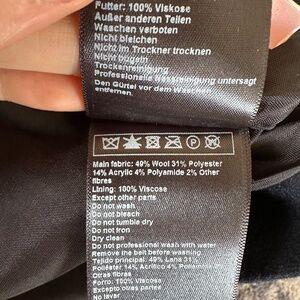 Futter: 100% Viskose
Außer anderen Teilen
Waschen verboten
Nicht bleichen
Nicht im Trockner trocknen
Nicht bügeln
Trockenreinigung
Professionelle Nassreinigung untersagt
Den Gürtel vor dem Waschen
entfernen.
P
W
Main fabric: 49% Wool 31% Polyester
14% Acrylic 4% Polyamide 2% Other
fibres
Lining: 100% Viscose
Except other parts
Do not wash
Do not bleach
Do not tumble dry
Do not iron
Dry clean
Do not professional wash with water
Remove the belt before washing
Tejido principal: 49% Lana 31%
Poliéster 14% Acrílico 4% Poliamida
Otras fibras
Forro: 100% Viscosa
Excepto otras partes
No lavar